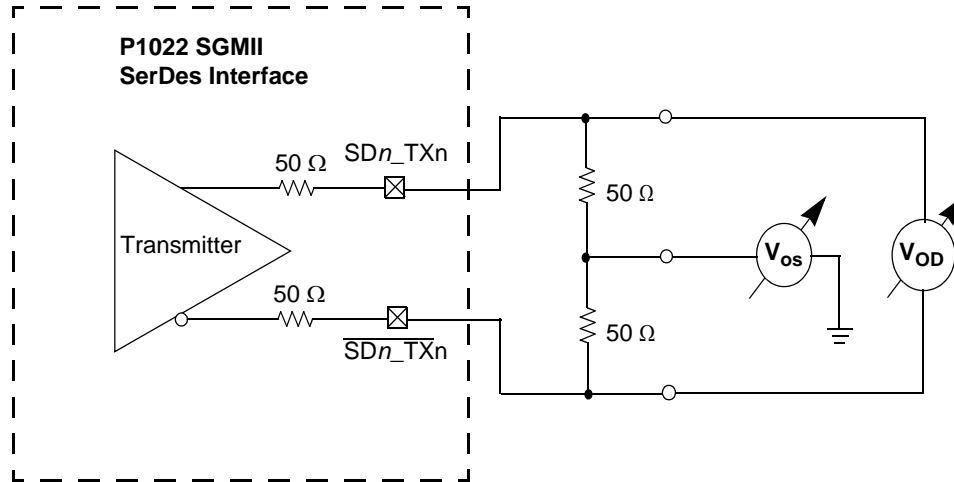 P1022 SGMII
SerDes Interface
50 Ω
SDn_TXn
50 Ω
Transmitter
Vos
VOD
50 Ω
50 Ω
SDn_TXn